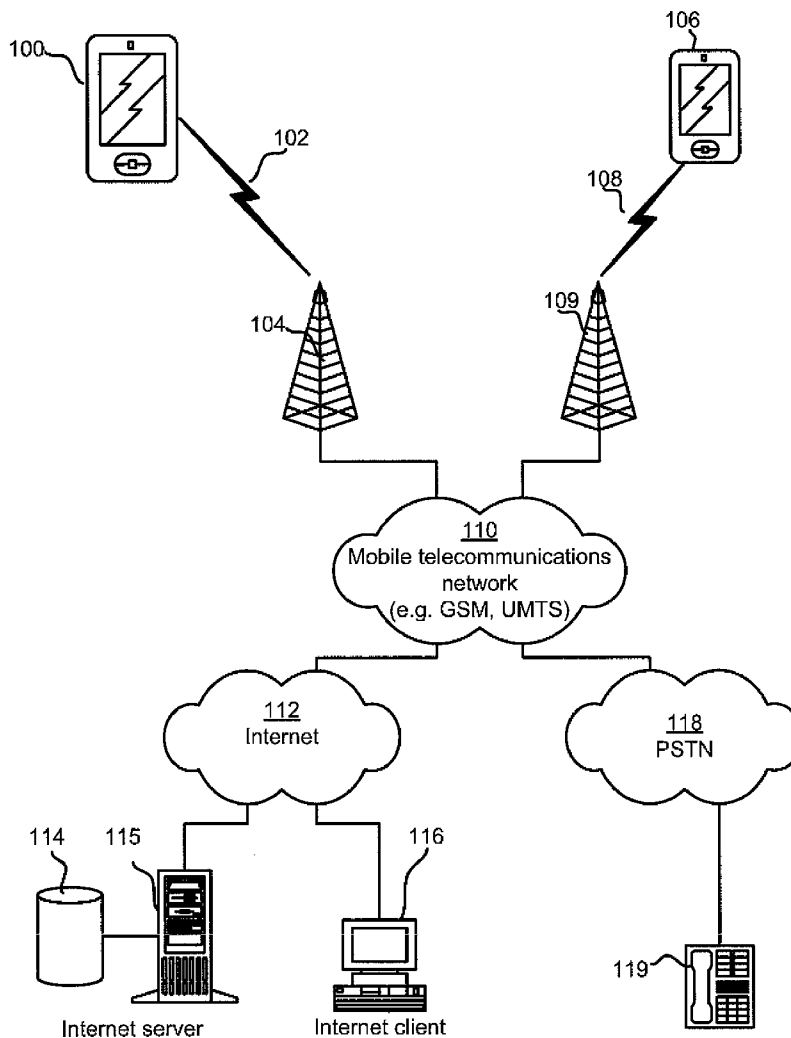 100
106
102
108
104
109
110
Mobile telecommunications
network
(e.g. GSM, UMTS)
112
Internet
118
PSTN
114
115
116
119
Internet server
Internet client